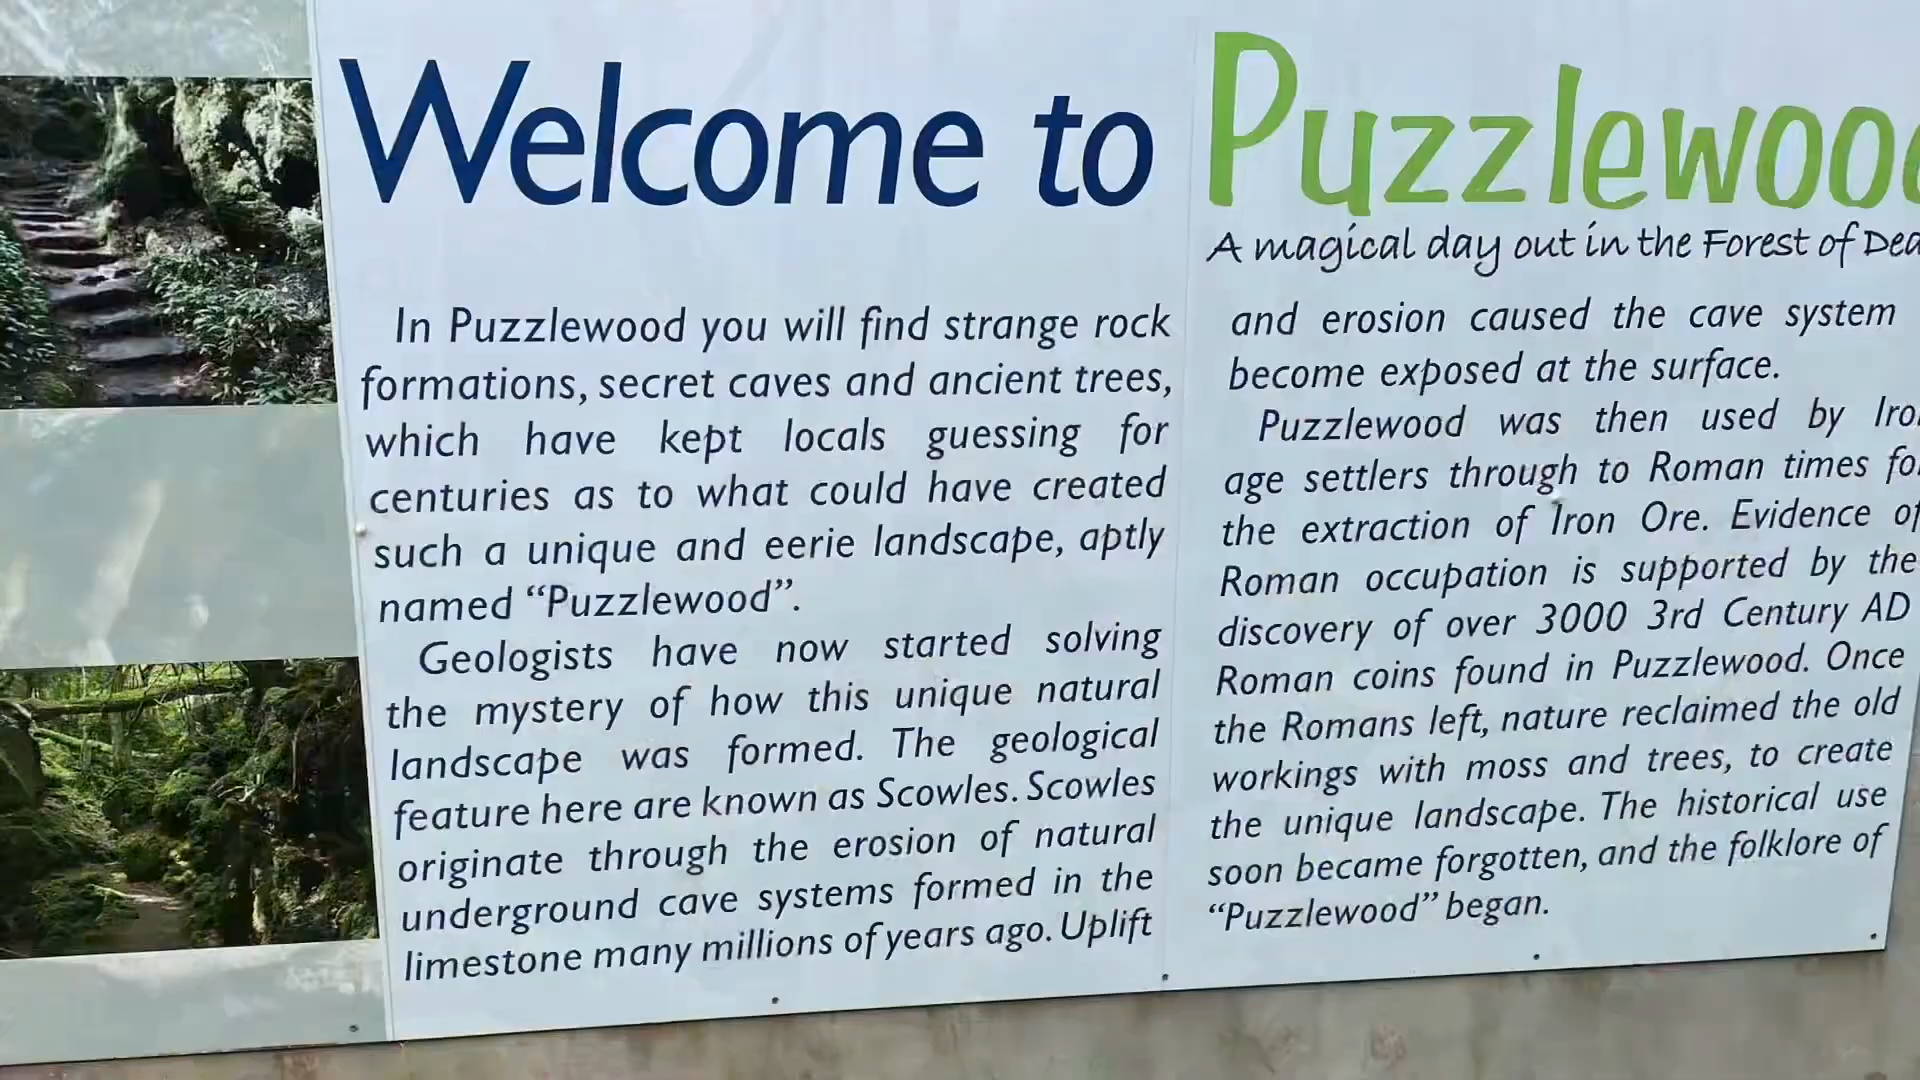 Welcome to Puzzlewood
A magical day out in the Forest of Dea
In Puzzlewood you will find strange rock
formations, secret caves and ancient trees,
which have kept locals guessing for
centuries as to what could have created
such a unique and eerie landscape, aptly
named “Puzzlewood”.
Geologists have now started solving
the mystery of how this unique natural
landscape was formed. The geological
feature here are known as Scowles. Scowles
originate through the erosion of natural
underground cave systems formed in the
limestone many millions of years ago. Uplift
and erosion caused the cave system
become exposed at the surface.
Puzzlewood was then used by Iron
age settlers through to Roman times for
the extraction of Iron Ore. Evidence of
Roman occupation is supported by the
discovery of over 3000 3rd Century AD
Roman coins found in Puzzlewood. Once
the Romans left, nature reclaimed the old
workings with moss and trees, to create
the unique landscape. The historical use
soon became forgotten, and the folklore of
“Puzzlewood” began.